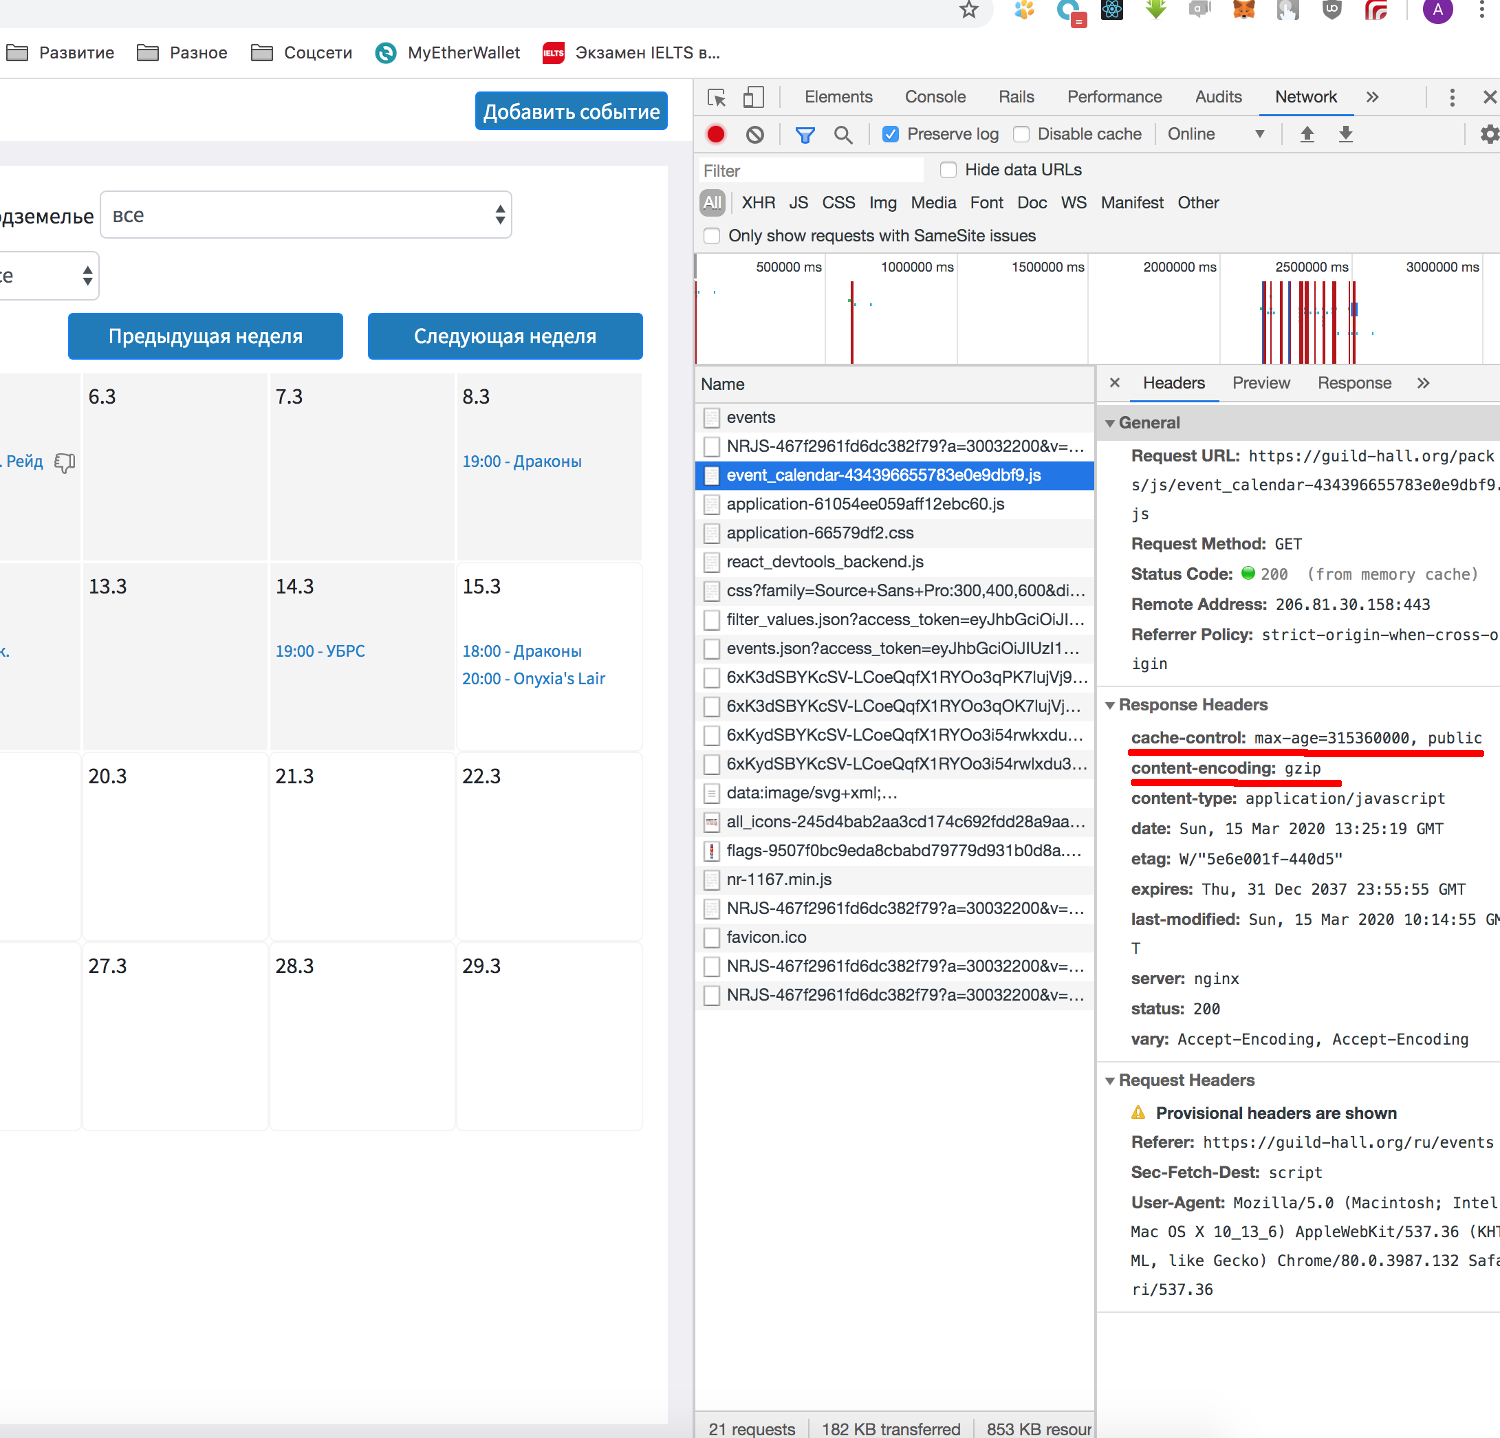 A
Развитие
Разное
Соцсети
MyEtherWallet
IELTS
Экзамен IELTS в...
Добавить событие
дземелье
все
се
Предыдущая неделя
Следующая неделя
6.3
7.3
8.3
. Рейд
19:00 - Драконы
13.3
14.3
15.3
к.
19:00 - УБРС
18:00 - Драконы
20:00 - Onyxia's Lair
20.3
21.3
22.3
27.3
28.3
29.3
Elements
Console
Rails
Performance
Audits
Network
Preserve log
Disable cache
Online
Filter
Hide data URLs
All
XHR
JS
CSS
Img
Media
Font
Doc
WS
Manifest
Other
Only show requests with SameSite issues
500000 ms
1000000 ms
1500000 ms
2000000 ms
2500000 ms
3000000 ms
Name
events
NRJS-467f2961fd6dc382f79?a=30032200&v=...
event_calendar-434396655783e0e9dbf9.js
application-61054ee059aff12ebc60.js
application-66579df2.css
react_devtools_backend.js
css?family=Source+Sans+Pro:300,400,600&di...
filter_values.json?access_token=eyJhbGciOiJI...
events.json?access_token=eyJhbGciOiJIUzI1...
6xK3dSBYKcSV-LCoeQqfX1RYOo3qPK7lujVj9...
6xK3dSBYKcSV-LCoeQqfX1RYOo3qOK7lujVj...
6xKydSBYKcSV-LCoeQqfX1RYOo3i54rwkxdu...
6xKydSBYKcSV-LCoeQqfX1RYOo3i54rwlxdu3...
data:image/svg+xml;...
all_icons-245d4bab2aa3cd174c692fdd28a9aa...
flags-9507f0bc9eda8cbabd79779d931b0d8a....
nr-1167.min.js
NRJS-467f2961fd6dc382f79?a=30032200&v=...
favicon.ico
NRJS-467f2961fd6dc382f79?a=30032200&v=...
NRJS-467f2961fd6dc382f79?a=30032200&v=...
21 requests
182 KB transferred
853 KB resour
Headers
Preview
Response
General
Request URL: https://guild-hall.org/pack
s/js/event_calendar-434396655783e0e9dbf9.
js
Request Method: GET
Status Code: 200 (from memory cache)
Remote Address: 206.81.30.158:443
Referrer Policy: strict-origin-when-cross-o
igin
Response Headers
cache-control: max-age=315360000, public
content-encoding: gzip
content-type: application/javascript
date: Sun, 15 Mar 2020 13:25:19 GMT
etag: W/"5e6e001f-440d5"
expires: Thu, 31 Dec 2037 23:55:55 GMT
last-modified: Sun, 15 Mar 2020 10:14:55 GM
T
server: nginx
status: 200
vary: Accept-Encoding, Accept-Encoding
Request Headers
Provisional headers are shown
Referer: https://guild-hall.org/ru/events
Sec-Fetch-Dest: script
User-Agent: Mozilla/5.0 (Macintosh; Intel
Mac OS X 10_13_6) AppleWebKit/537.36 (KHT
ML, like Gecko) Chrome/80.0.3987.132 Safa
ri/537.36